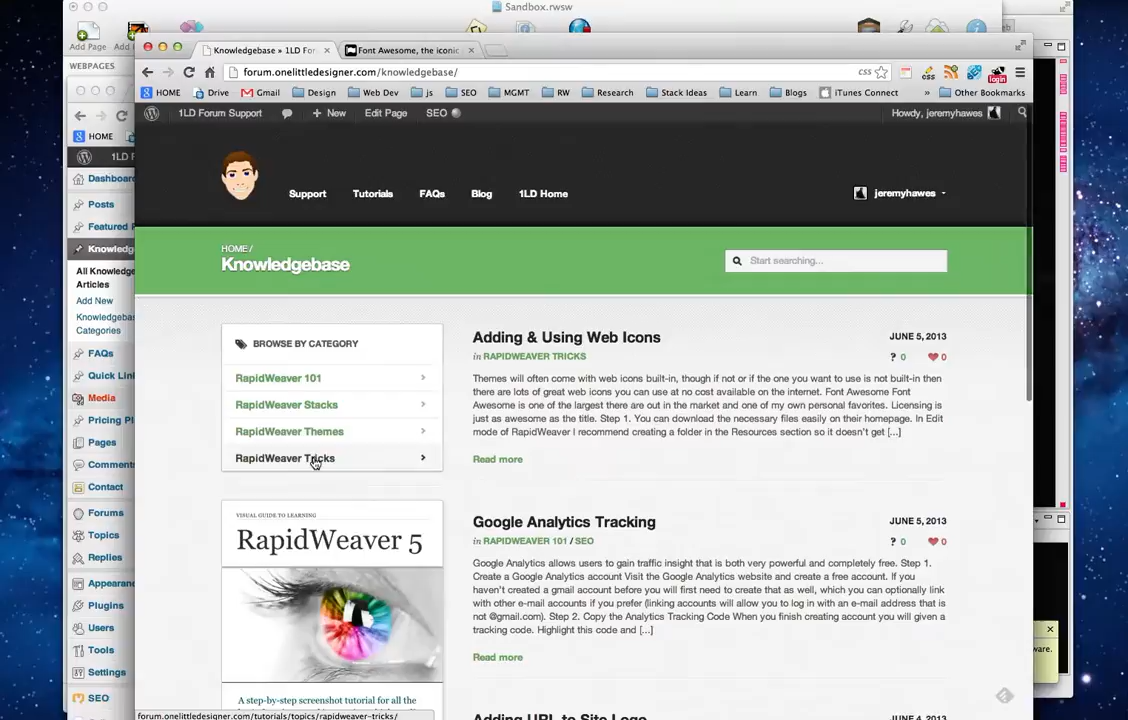 Sandbox.rwsw
Add Page
WEBPAGES
Knowledgebase » 1LD For
Font Awesome, the iconic
forum.onelittledesigner.com/knowledgebase/
css
HOME
Drive
Gmail
Design
Web Dev
js
SEO
MGMT
RW
Research
Stack Ideas
Learn
Blogs
iTunes Connect
»
Other Bookmarks
1LD Forum Support
+ New
Edit Page
SEO
Howdy, jeremyhawes
Support
Tutorials
FAQs
Blog
1LD Home
jeremyhawes
HOME /
Knowledgebase
Start searching...
BROWSE BY CATEGORY
RapidWeaver 101
RapidWeaver Stacks
RapidWeaver Themes
RapidWeaver Tricks
VISUAL GUIDE TO LEARNING
RapidWeaver 5
A step-by-step screenshot tutorial for all the
Adding & Using Web Icons
JUNE 5, 2013
in RAPIDWEAVER TRICKS
? 0
0
Themes will often come with web icons built-in, though if not or if the one you want to use is not built-in then
there are lots of great web icons you can use at no cost available on the internet. Font Awesome Font
Awesome is one of the largest there are out in the market and one of my own personal favorites. Licensing is
just as awesome as the title. Step 1. You can download the necessary files easily on their homepage. In Edit
mode of RapidWeaver I recommend creating a folder in the Resources section so it doesn't get [...]
Read more
Google Analytics Tracking
JUNE 5, 2013
in RAPIDWEAVER 101 / SEO
? 0
0
Google Analytics allows users to gain traffic insight that is both very powerful and completely free. Step 1.
Create a Google Analytics account Visit the Google Analytics website and create a free account. If you
haven't created a gmail account before you will first need to create that as well, which you can optionally link
with other e-mail accounts if you prefer (linking accounts will allow you to log in with an e-mail address that is
not @gmail.com). Step 2. Copy the Analytics Tracking Code When you finish creating account you will given a
tracking code. Highlight this code and [...]
Read more
Adding URL to Site Logo
JUNE 4, 2013
HOME
1LD F
Dashboar
Posts
Featured P
Knowledg
All Knowledge
Articles
Add New
Knowledgebas
Categories
FAQs
Quick Lin
Media
Pricing Pl
Pages
Comment
Contact
Forums
Topics
Replies
Appearan
Plugins
Users
Tools
Settings
SEO
ware.
forum.onelittledesigner.com/tutorials/topics/rapidweaver-tricks/